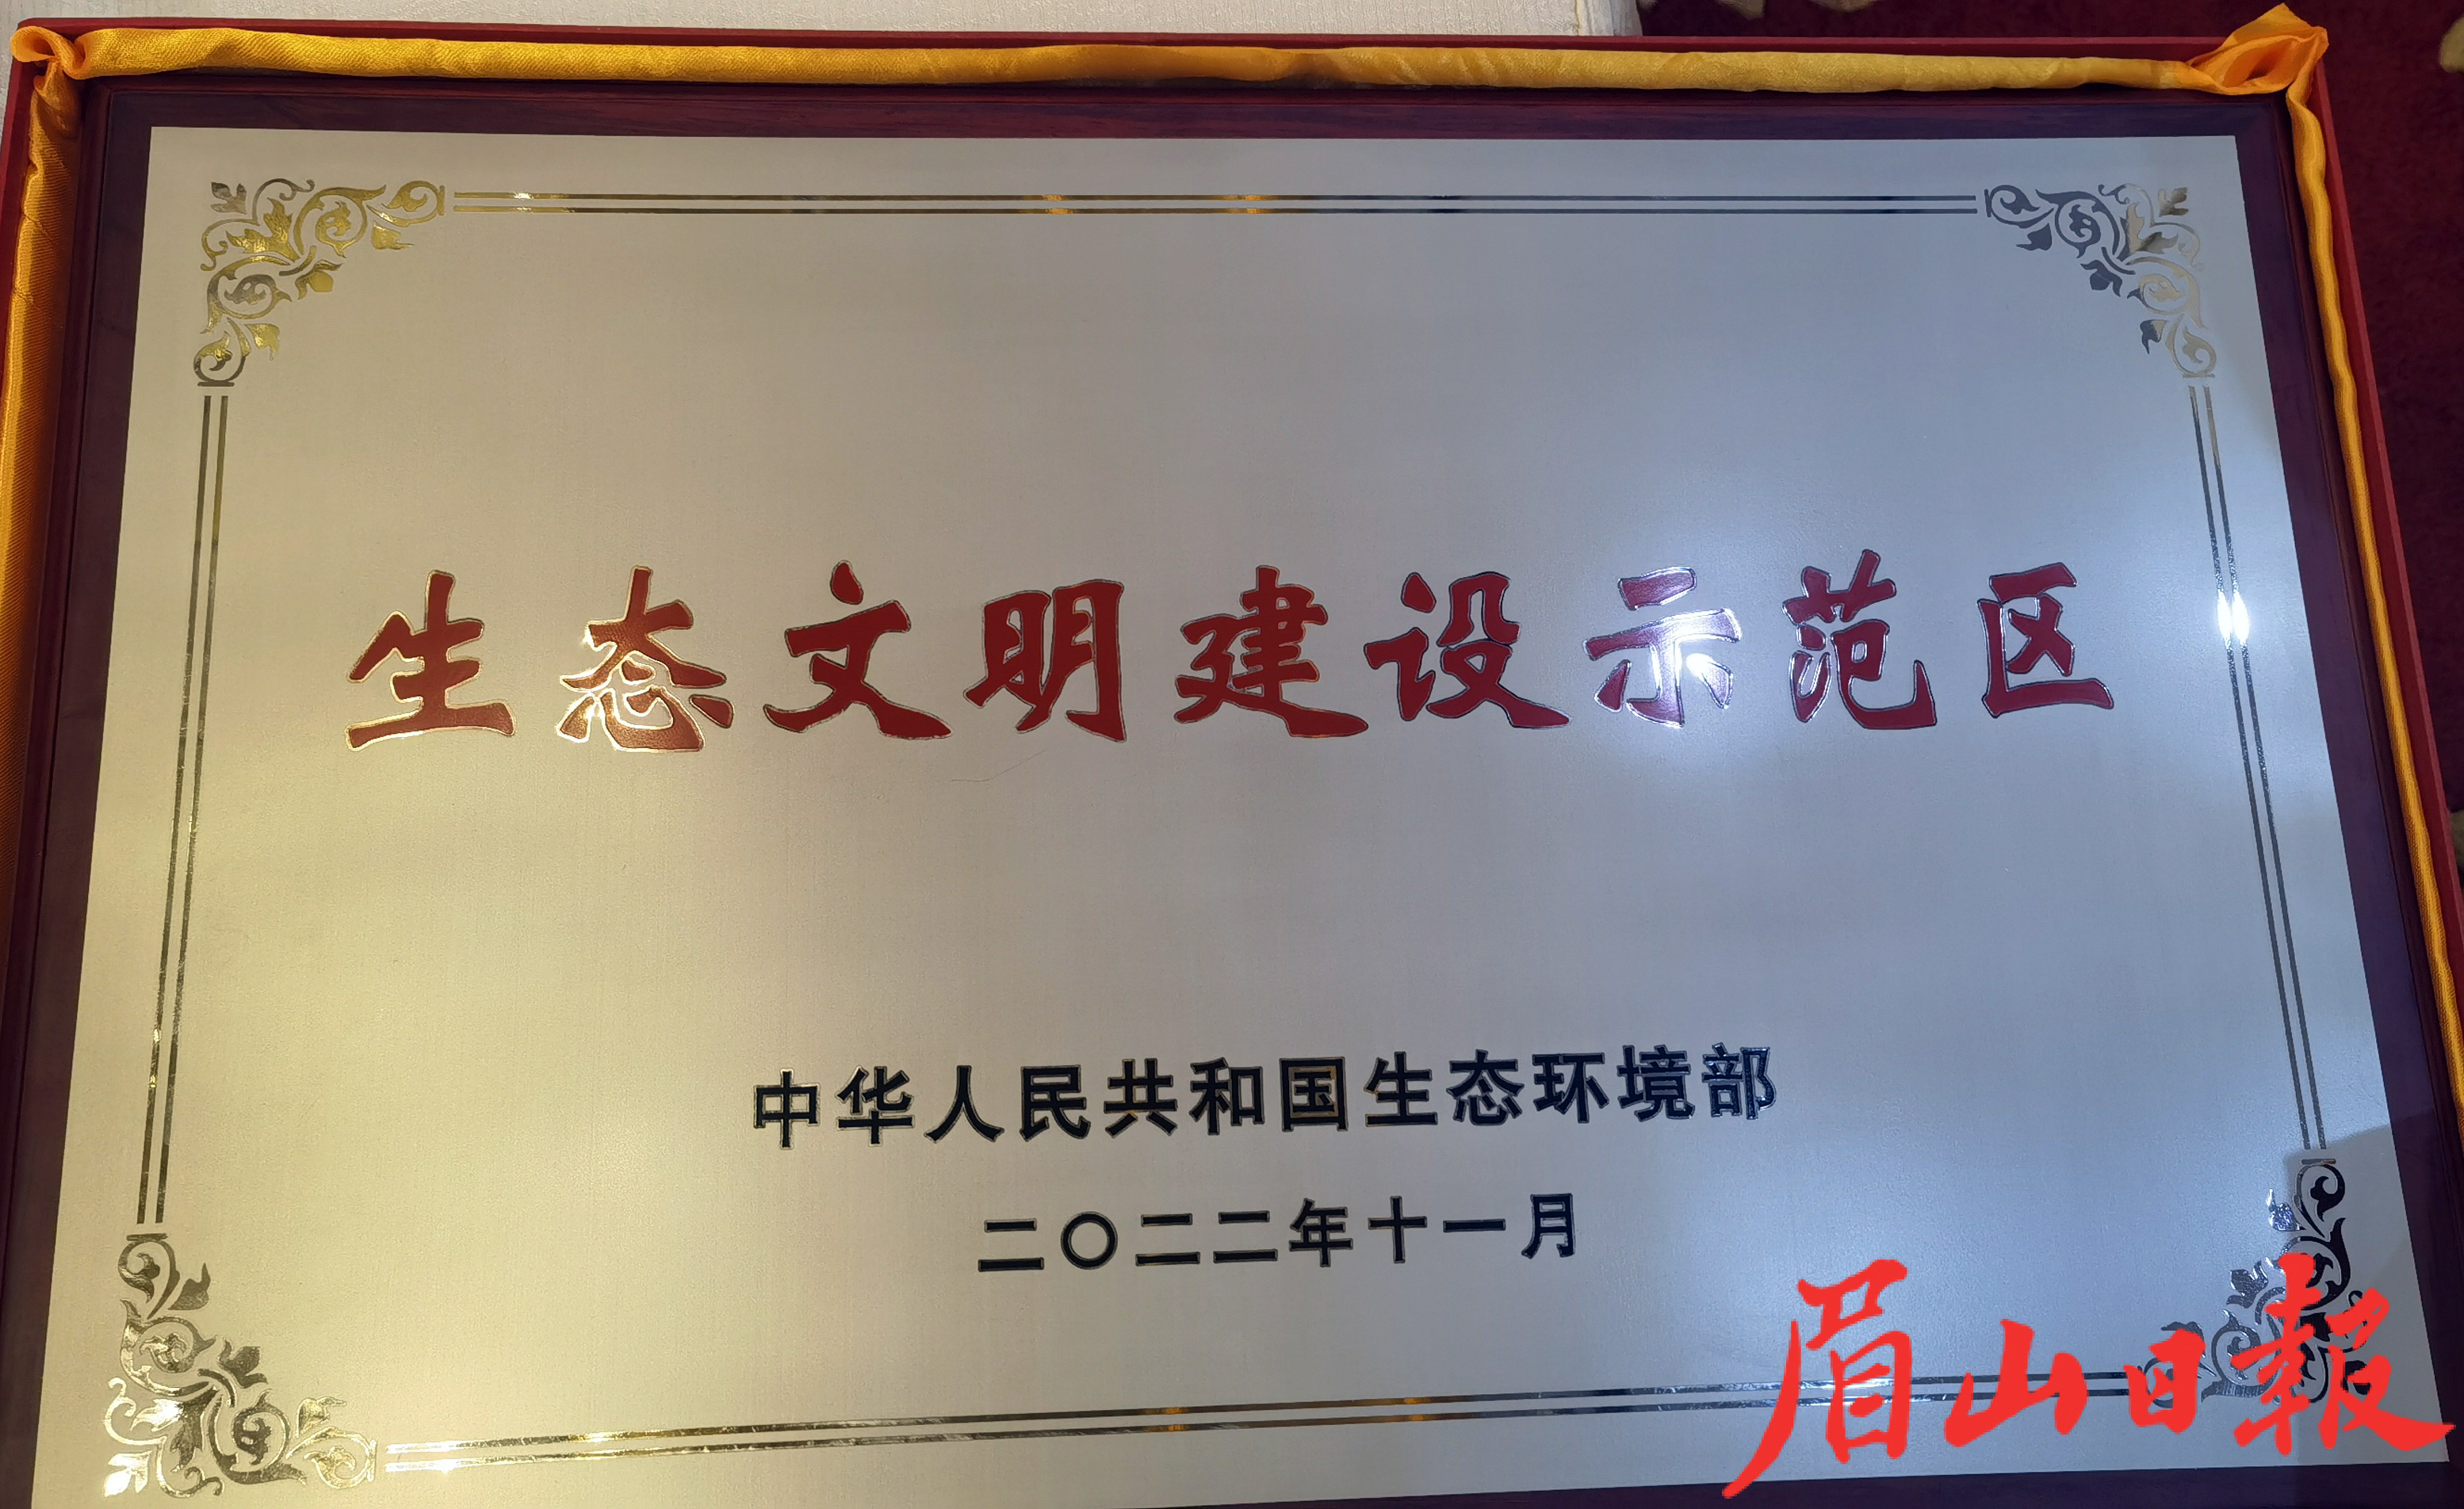 生态文明建设示范区
中华人民共和国生态环境部
二〇二二年十一月
眉山日報